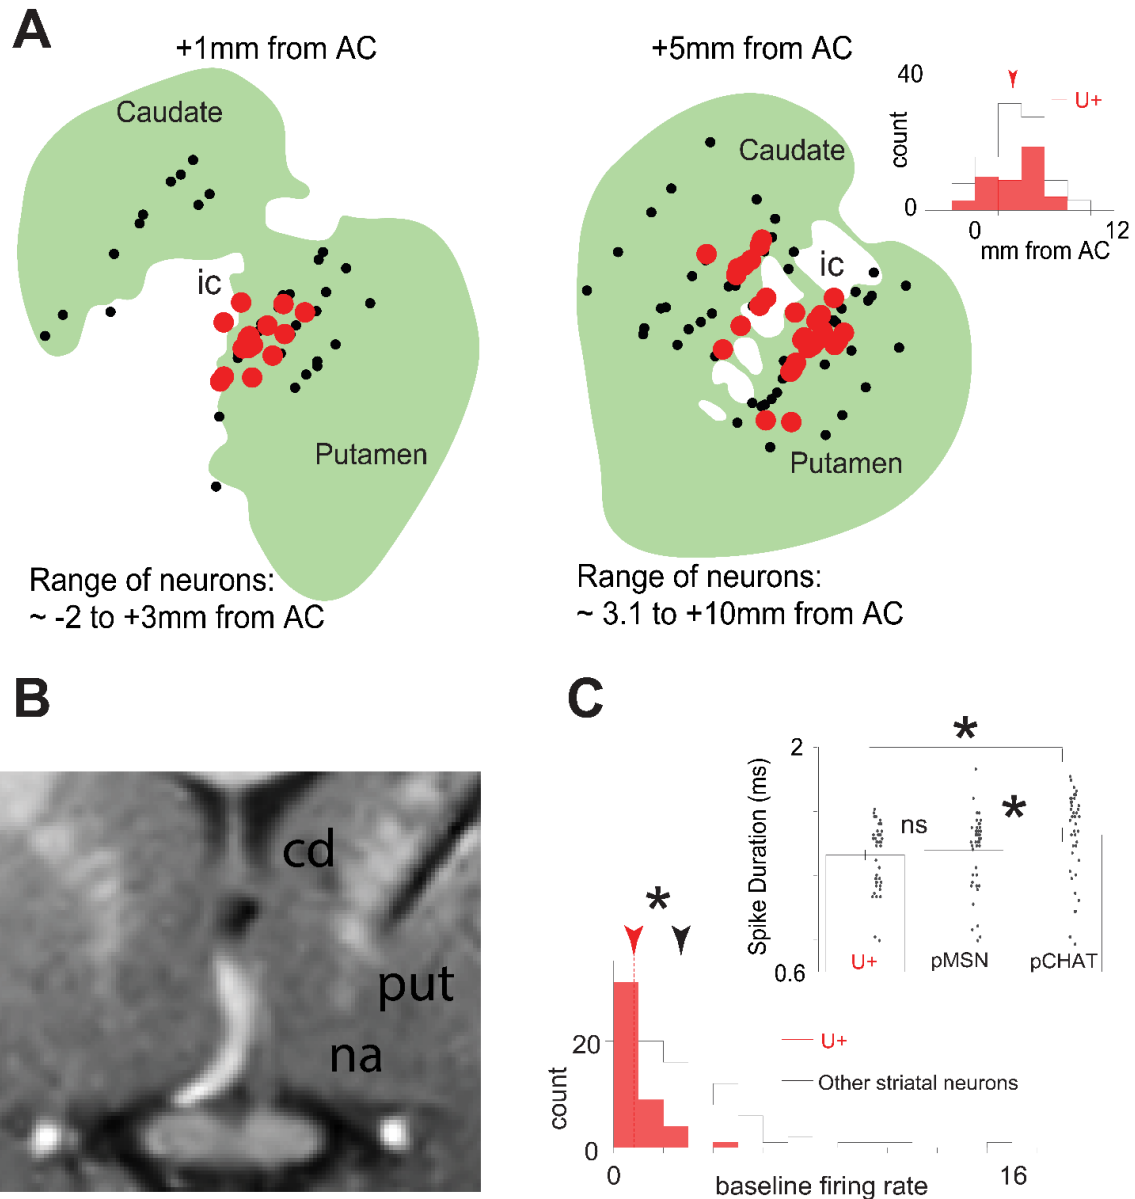 A
+1mm from AC
+5mm from AC
Caudate
ic
Putamen
Range of neurons:
~ -2 to +3mm from AC
Caudate
ic
Putamen
Range of neurons:
~ 3.1 to +10mm from AC
40
U+
count
0
0
12
mm from AC
B
cd
put
na
C
*
2
*
ns
Spike Duration (ms)
U+
pMSN
pCHAT
0.6
*
20
U+
Other striatal neurons
count
0
0
16
baseline firing rate